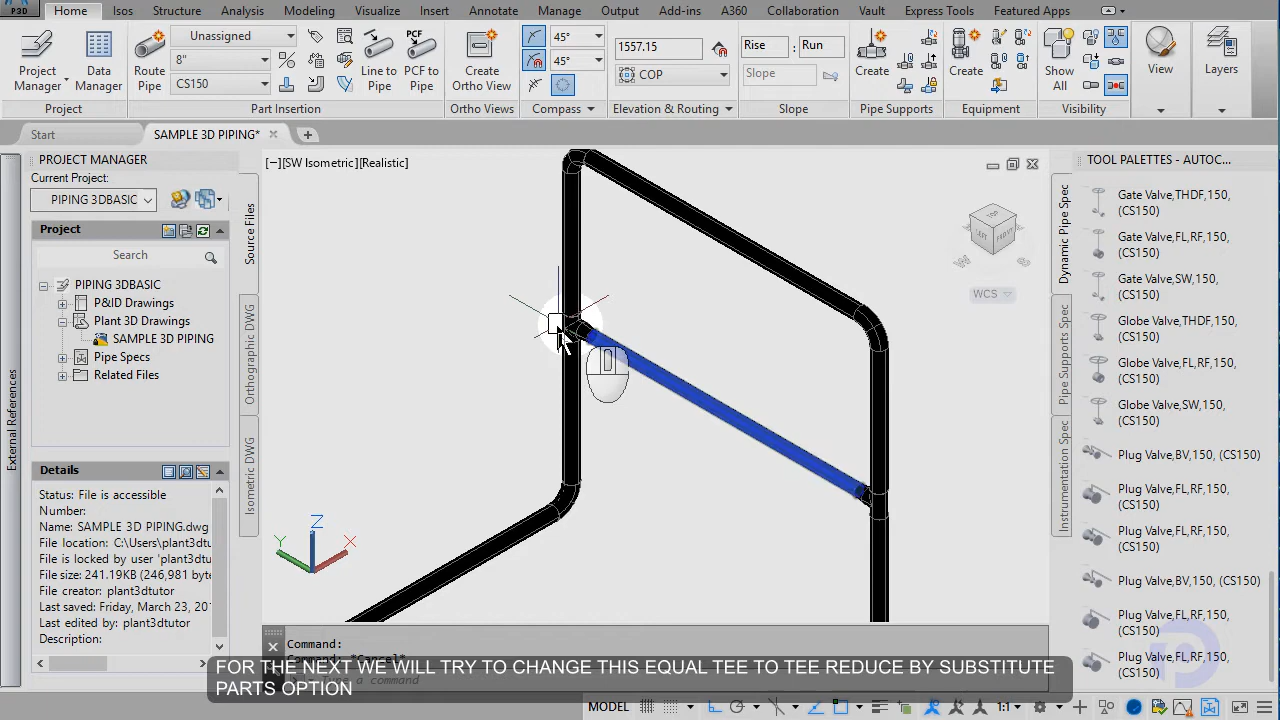 P3D
Home Isos Structure Analysis Modeling Visualize Insert Annotate Manage Output Add-ins A360 Collaboration Vault Express Tools Featured Apps
Project Manager
Data Manager
Route Pipe
Unassigned
8"
CS150
Line to Pipe
PCF to Pipe
PCF
Create Ortho View
45°
45°
1557.15
COP
Rise : Run
Slope
Create
Create
Show All
View
Layers
Project Part Insertion Ortho Views Compass Elevation & Routing Slope Pipe Supports Equipment Visibility
Start SAMPLE 3D PIPING*
PROJECT MANAGER
Current Project:
PIPING 3DBASIC
Project
Search
PIPING 3DBASIC
P&ID Drawings
Plant 3D Drawings
SAMPLE 3D PIPING
Pipe Specs
Related Files
Details
Status: File is accessible
Number:
Name: SAMPLE 3D PIPING.dwg
File location: C:\Users\plant3dtutor
File is locked by user 'plant3dtu
File size: 241.19KB (246,981 byte
File creator: plant3dtutor
Last saved: Friday, March 23, 20
Last edited by: plant3dtutor
Description:
External References
Source Files
Orthographic DWG
Isometric DWG
[−][SW Isometric][Realistic]
TOP
LEFT
FRONT
WCS
Z
Y
X
Command:
Command: *Cancel*
Type a command
FOR THE NEXT WE WILL TRY TO CHANGE THIS EQUAL TEE TO TEE REDUCE BY SUBSTITUTE
PARTS OPTION
MODEL
1:1
TOOL PALETTES - AUTOC...
Dynamic Pipe Spec
Pipe Supports Spec
Instrumentation Spec
Gate Valve,THDF,150,
(CS150)
Gate Valve,FL,RF,150,
(CS150)
Gate Valve,SW,150,
(CS150)
Globe Valve,THDF,150,
(CS150)
Globe Valve,FL,RF,150,
(CS150)
Globe Valve,SW,150,
(CS150)
Plug Valve,BV,150, (CS150)
Plug Valve,FL,RF,150,
(CS150)
Plug Valve,FL,RF,150,
(CS150)
Plug Valve,BV,150, (CS150)
Plug Valve,FL,RF,150,
(CS150)
Plug Valve,FL,RF,150,
(CS150)